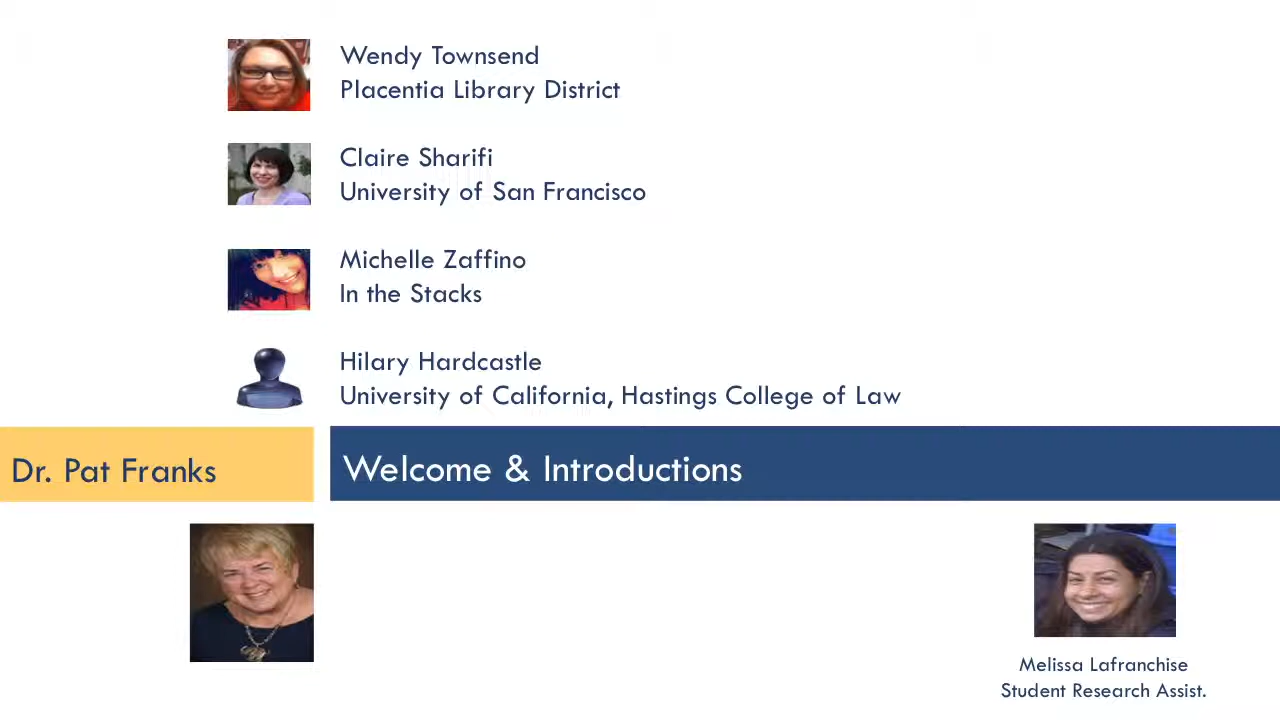 Wendy Townsend
Placentia Library District
Claire Sharifi
University of San Francisco
Michelle Zaffino
In the Stacks
Hilary Hardcastle
University of California, Hastings College of Law
Dr. Pat Franks
Welcome & Introductions
Melissa Lafranchise
Student Research Assist.